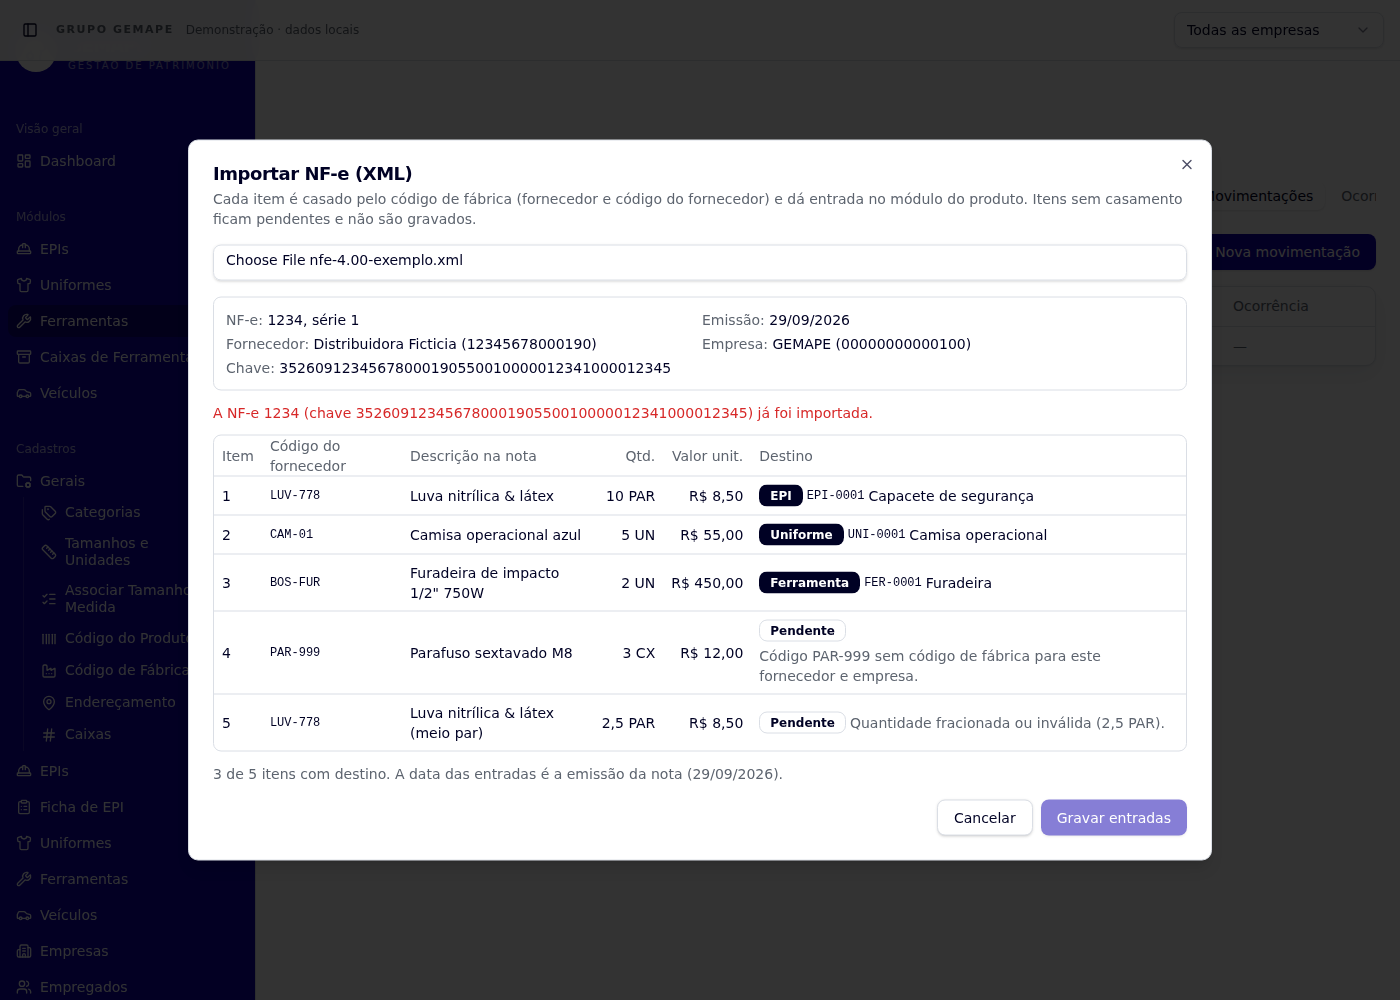 GRUPO GEMAPE
Demonstração · dados locais
Todas as empresas
GESTÃO DE PATRIMÔNIO
Visão geral
Dashboard
Módulos
EPIs
Uniformes
Ferramentas
Caixas de Ferramenta
Veículos
Cadastros
Gerais
Categorias
Tamanhos e
Unidades
Associar Tamanho
Medida
Código do Produto
Código de Fábrica
Endereçamento
Caixas
EPIs
Ficha de EPI
Uniformes
Ferramentas
Veículos
Empresas
Empregados
Movimentações
Ocorr
Nova movimentação
Ocorrência
—
Importar NF-e (XML)
Cada item é casado pelo código de fábrica (fornecedor e código do fornecedor) e dá entrada no módulo do produto. Itens sem casamento
ficam pendentes e não são gravados.
Choose File nfe-4.00-exemplo.xml
NF-e: 1234, série 1
Emissão: 29/09/2026
Fornecedor: Distribuidora Ficticia (12345678000190)
Empresa: GEMAPE (00000000000100)
Chave: 35260912345678000190550010000012341000012345
A NF-e 1234 (chave 35260912345678000190550010000012341000012345) já foi importada.
Item
Código do
fornecedor
Descrição na nota
Qtd.
Valor unit.
Destino
1 LUV-778 Luva nitrílica & látex 10 PAR R$ 8,50 EPI EPI-0001 Capacete de segurança
2 CAM-01 Camisa operacional azul 5 UN R$ 55,00 Uniforme UNI-0001 Camisa operacional
3 BOS-FUR Furadeira de impacto
1/2" 750W
2 UN R$ 450,00 Ferramenta FER-0001 Furadeira
4 PAR-999 Parafuso sextavado M8 3 CX R$ 12,00 Pendente
Código PAR-999 sem código de fábrica para este
fornecedor e empresa.
5 LUV-778 Luva nitrílica & látex
(meio par)
2,5 PAR R$ 8,50 Pendente Quantidade fracionada ou inválida (2,5 PAR).
3 de 5 itens com destino. A data das entradas é a emissão da nota (29/09/2026).
Cancelar
Gravar entradas